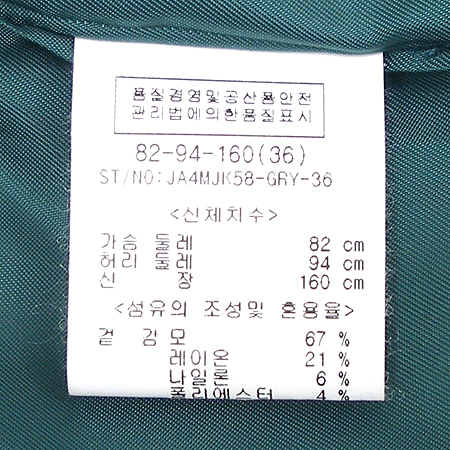 품질경영및공산품안전
관리법에의한품질표시
82-94-160(36)
ST/NO:JA4MJK58-GRY-36
<신체치수>
가슴 둘레 82 cm
허리 둘레 94 cm
신 장 160 cm
<섬유의 조성및 혼용율>
겉 감모 67 %
레이온 21 %
나일론 6 %
폴리에스터 4 %